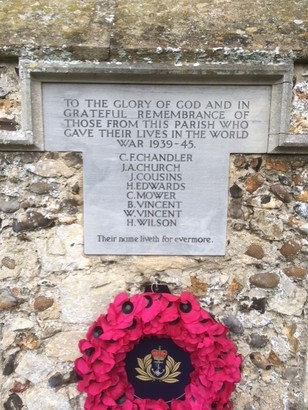 TO THE GLORY OF GOD AND IN
GRATEFUL REMEMBRANCE OF
THOSE FROM THIS PARISH WHO
GAVE THEIR LIVES IN THE WORLD
WAR 1939-45.
C.F.CHANDLER
J.A.CHURCH
J.COUSINS
H.EDWARDS
C.MOWER
B.VINCENT
W.VINCENT
H.WILSON
Their name liveth for evermore.